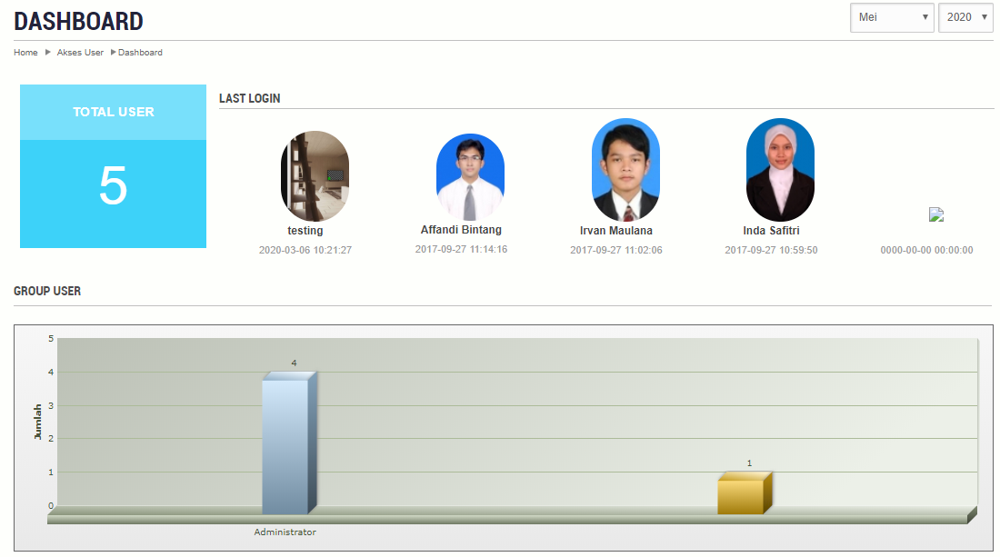 DASHBOARD
Mei 2020
Home Akses User Dashboard
TOTAL USER
5
LAST LOGIN
testing
2020-03-06 10:21:27
Affandi Bintang
2017-09-27 11:14:16
Irvan Maulana
2017-09-27 11:02:06
Inda Safitri
2017-09-27 10:59:50
0000-00-00 00:00:00
GROUP USER
Jumlah
5
4
3
2
1
0
4
1
Administrator